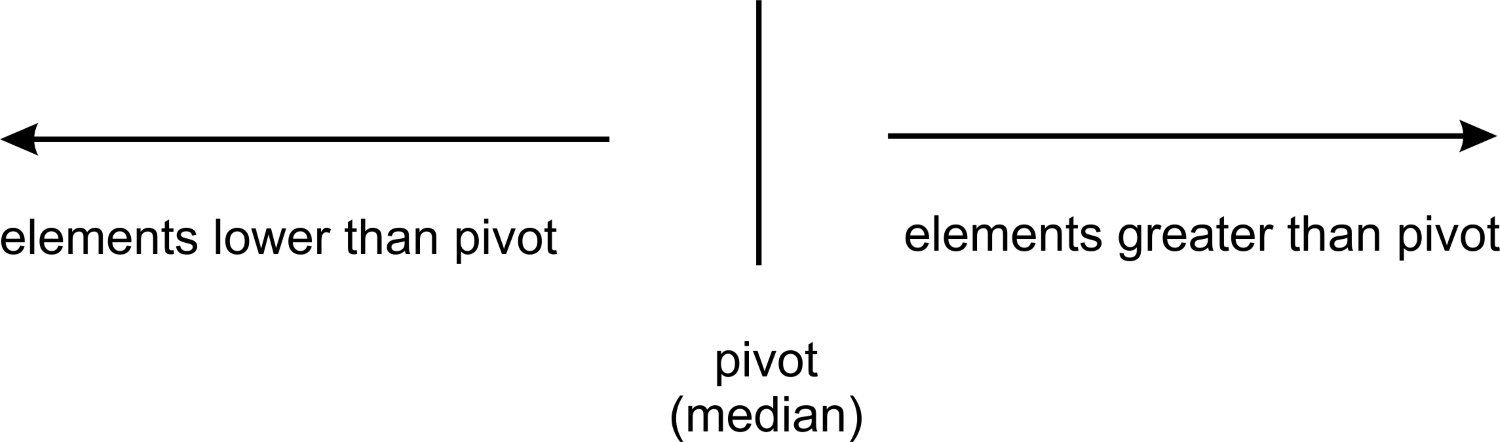 elements lower than pivot
elements greater than pivot
pivot
(median)